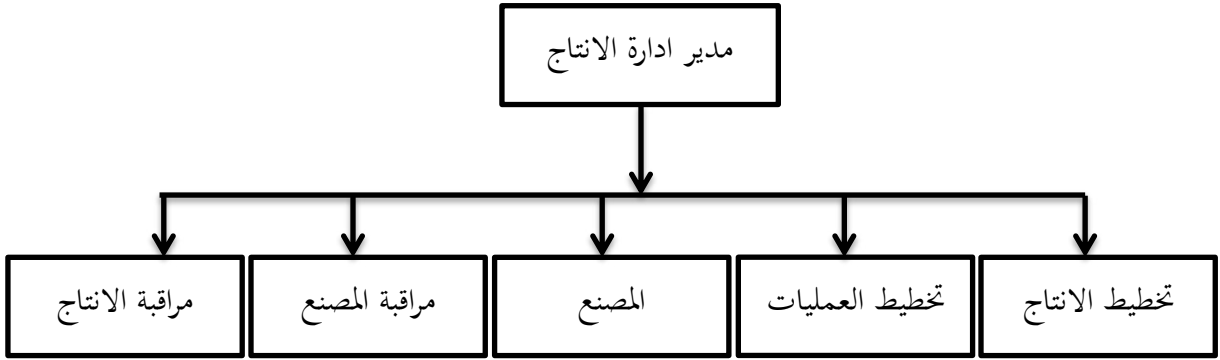 مدير ادارة الانتاج
تخطيط الانتاج
تخطيط العمليات
المصنع
مراقبة المصنع
مراقبة الانتاج